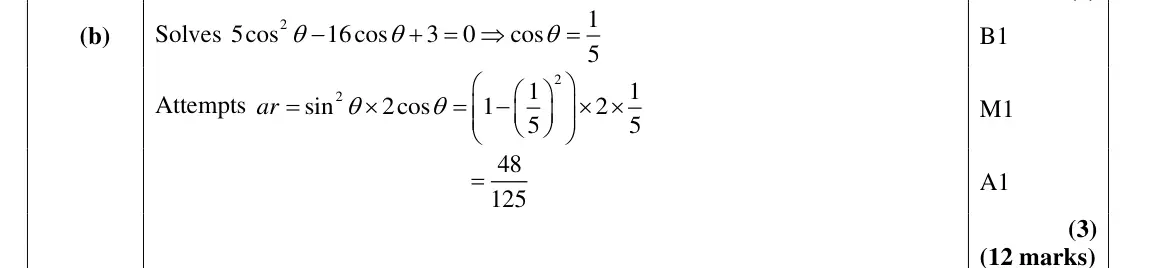 (b) Solves 5cos² θ − 16cos θ + 3 = 0 ⇒ cos θ = 1/5 B1
Attempts ar = sin² θ × 2cos θ = (1 − (1/5)²) × 2 × 1/5 M1
= 48/125 A1
(3)
(12 marks)